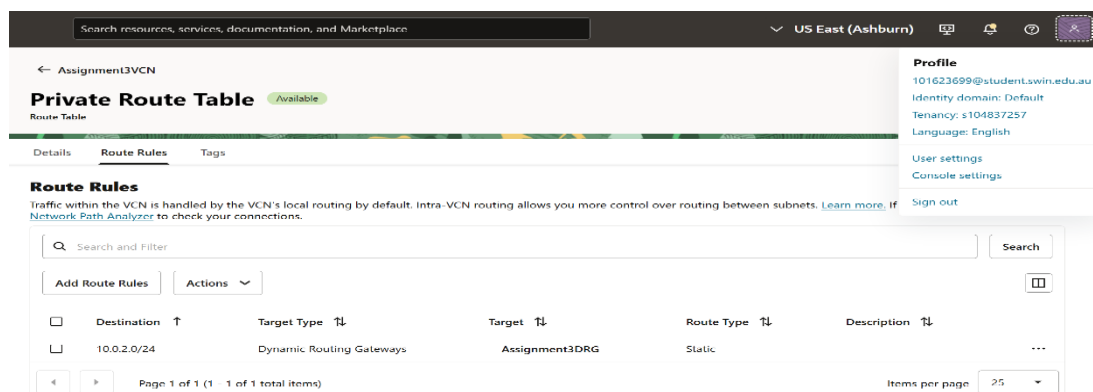 Search resources, services, documentation, and Marketplace
US East (Ashburn)
← Assignment3VCN
Private Route Table Available
Route Table
Profile
101623699@student.swin.edu.au
Identity domain: Default
Tenancy: s104837257
Language: English
User settings
Console settings
Sign out
Details Route Rules Tags
Route Rules
Traffic within the VCN is handled by the VCN's local routing by default. Intra-VCN routing allows you more control over routing between subnets. Learn more. If
Network Path Analyzer to check your connections.
Search and Filter Search
Add Route Rules Actions
Destination ↑ Target Type ↑↓ Target ↑↓ Route Type ↑↓ Description ↑↓
10.0.2.0/24 Dynamic Routing Gateways Assignment3DRG Static ...
Page 1 of 1 (1 - 1 of 1 total items) Items per page 25